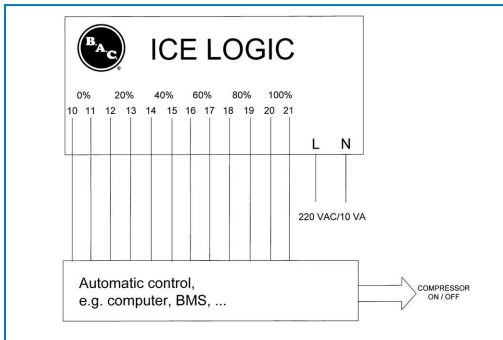 B.A.C. ®
ICE LOGIC
0% 20% 40% 60% 80% 100%
10 11 12 13 14 15 16 17 18 19 20 21
L N
220 VAC/10 VA
Automatic control,
e.g. computer, BMS, ...
COMPRESSOR
ON / OFF